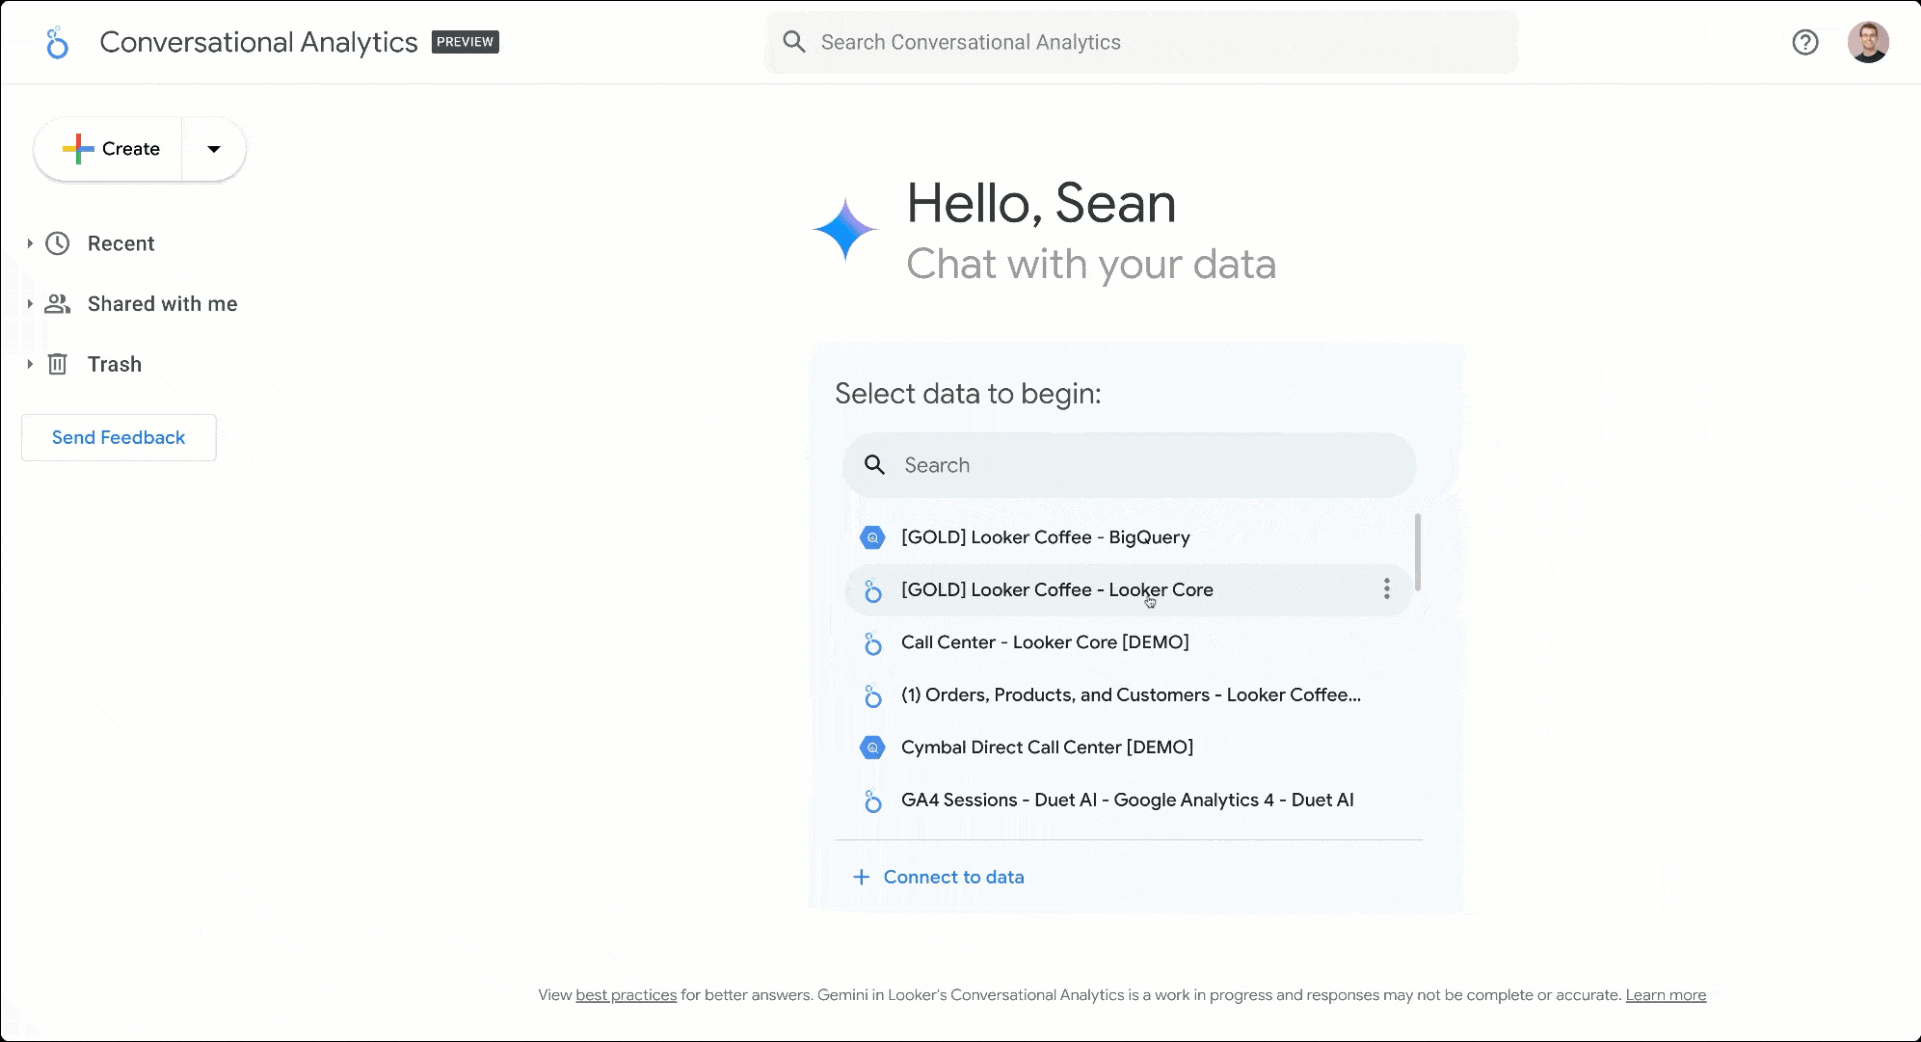 Conversational Analytics PREVIEW
Search Conversational Analytics
Create
Recent
Shared with me
Trash
Send Feedback
Hello, Sean
Chat with your data
Select data to begin:
Search
[GOLD] Looker Coffee - BigQuery
[GOLD] Looker Coffee - Looker Core
Call Center - Looker Core [DEMO]
(1) Orders, Products, and Customers - Looker Coffee...
Cymbal Direct Call Center [DEMO]
GA4 Sessions - Duet AI - Google Analytics 4 - Duet AI
Connect to data
View best practices for better answers. Gemini in Looker's Conversational Analytics is a work in progress and responses may not be complete or accurate. Learn more